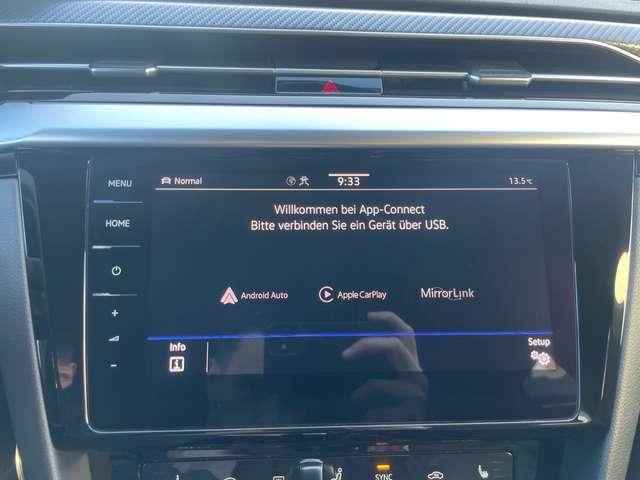 MENU
HOME
+
-
Normal
9:33
13.5°C
Willkommen bei App-Connect
Bitte verbinden Sie ein Gerät über USB.
Android Auto
Apple CarPlay
MirrorLink
Info
Setup
SYNC